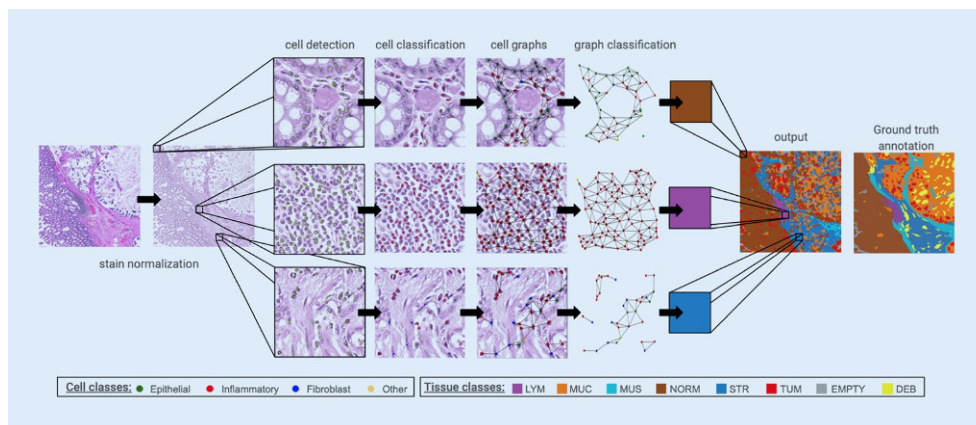 cell detection
cell classification
cell graphs
graph classification
output
Ground truth
annotation
stain normalization
Cell classes: Epithelial Inflammatory Fibroblast Other
Tissue classes: LYM MUC MUS NORM STR TUM EMPTY DEB